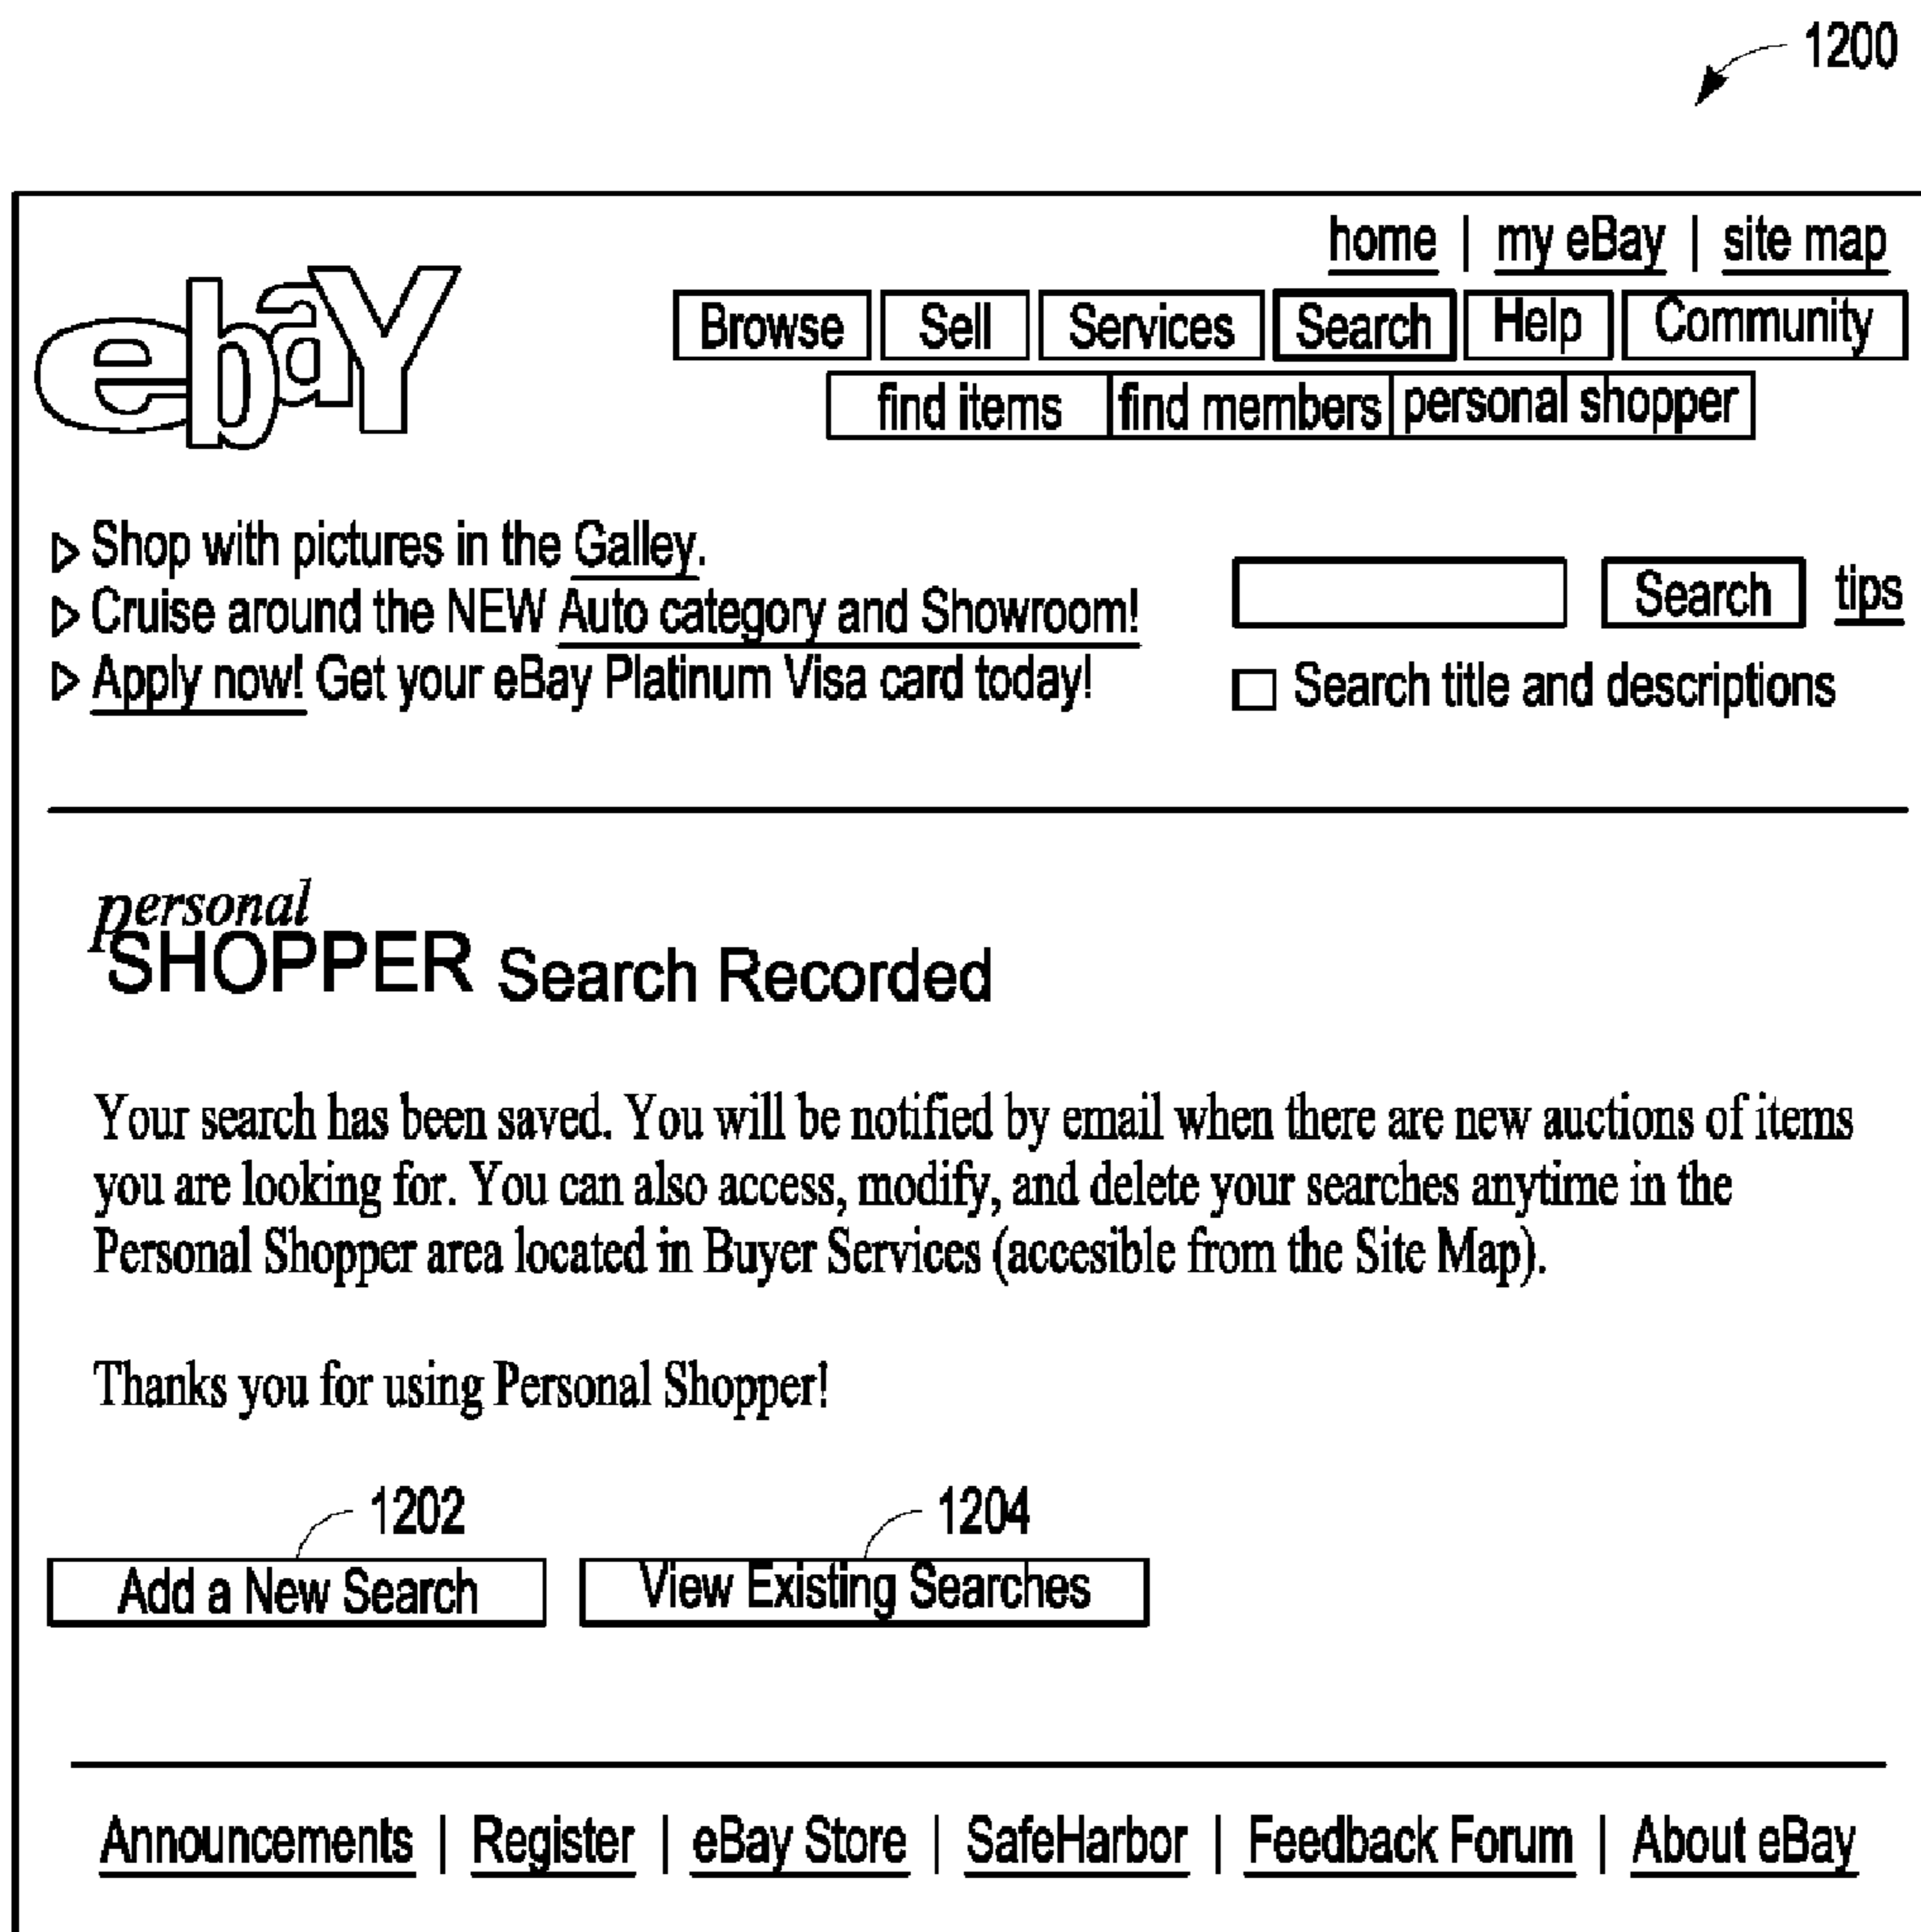 1200
home | my eBay | site map
ebaY
Browse Sell Services Search Help Community
find items find members personal shopper
Shop with pictures in the Galley.
Cruise around the NEW Auto category and Showroom!
Apply now! Get your eBay Platinum Visa card today!
Search tips
Search title and descriptions
personal
SHOPPER Search Recorded
Your search has been saved. You will be notified by email when there are new auctions of items
you are looking for. You can also access, modify, and delete your searches anytime in the
Personal Shopper area located in Buyer Services (accesible from the Site Map).
Thanks you for using Personal Shopper!
1202 1204
Add a New Search View Existing Searches
Announcements | Register | eBay Store | SafeHarbor | Feedback Forum | About eBay